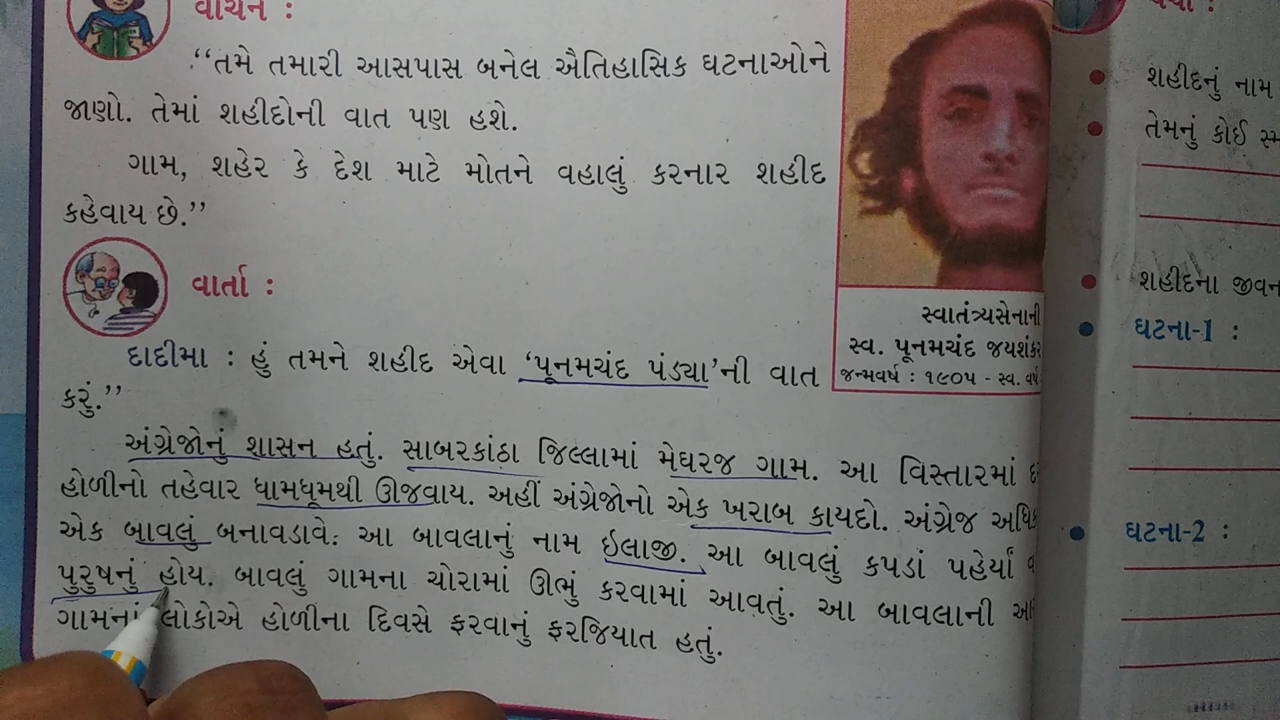 વાચન :
“તમે તમારી આસપાસ બનેલ ઐતિહાસિક ઘટનાઓને
જાણો. તેમાં શહીદોની વાત પણ હશે.
ગામ, શહેર કે દેશ માટે મોતને વહાલું કરનાર શહીદ
કહેવાય છે.”
વાર્તા :
દાદીમા : હું તમને શહીદ એવા ‘પૂનમચંદ પંડ્યા’ની વાત
કરું.”
અંગ્રેજોનું શાસન હતું. સાબરકાંઠા જિલ્લામાં મેઘરજ ગામ. આ વિસ્તારમાં
હોળીનો તહેવાર ધામધૂમથી ઊજવાય. અહીં અંગ્રેજોનો એક ખરાબ કાયદો. અંગ્રેજ
એક બાવલું બનાવડાવે. આ બાવલાનું નામ ઇલાજી. આ બાવલું કપડાં પહેર્યાં
પુરુષનું હોય. બાવલું ગામના ચોરામાં ઊભું કરવામાં આવતું. આ બાવલાની
ગામનાં લોકોએ હોળીના દિવસે ફરવાનું ફરજિયાત હતું.
સ્વાતંત્ર્યસેનાની
સ્વ. પૂનમચંદ જયશંકર
જન્મવર્ષ : ૧૯૦૫ - સ્વ. વર્ષ
શહીદનું નામ
તેમનું કોઈ
શહીદના જીવન
ઘટના-1 :
ઘટના-2 :